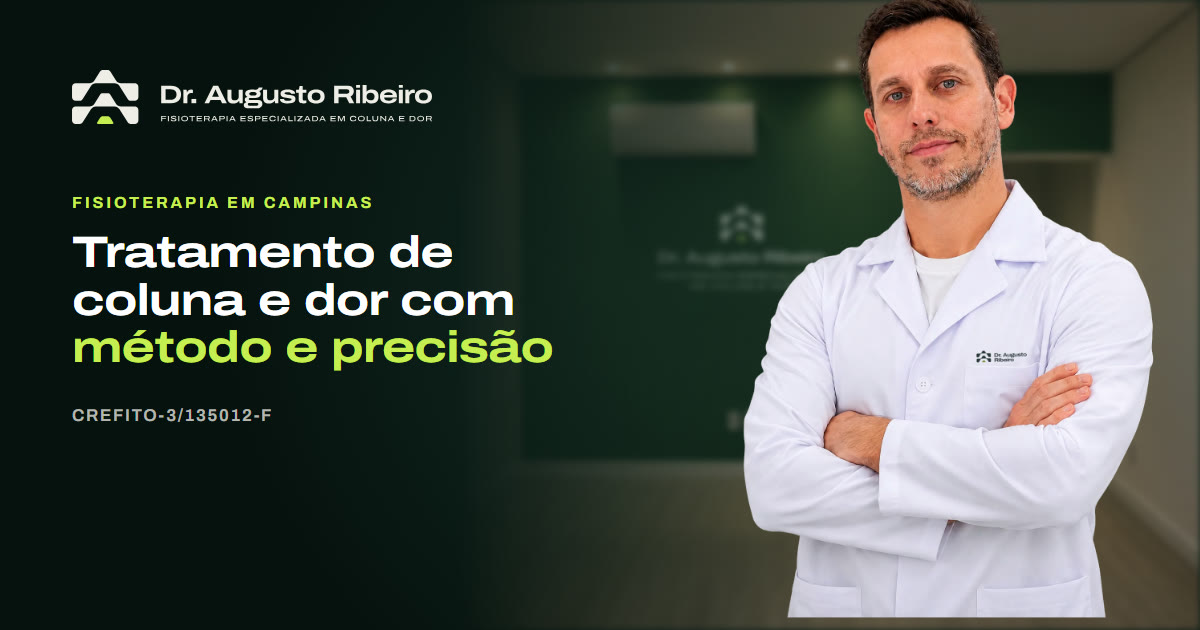 Dr. Augusto Ribeiro
FISIOTERAPIA ESPECIALIZADA EM COLUNA E DOR
FISIOTERAPIA EM CAMPINAS
Tratamento de
coluna e dor com
método e precisão
CREFITO-3/135012-F
Dr. Augusto Ribeiro
Dr. Augusto
Ribeiro